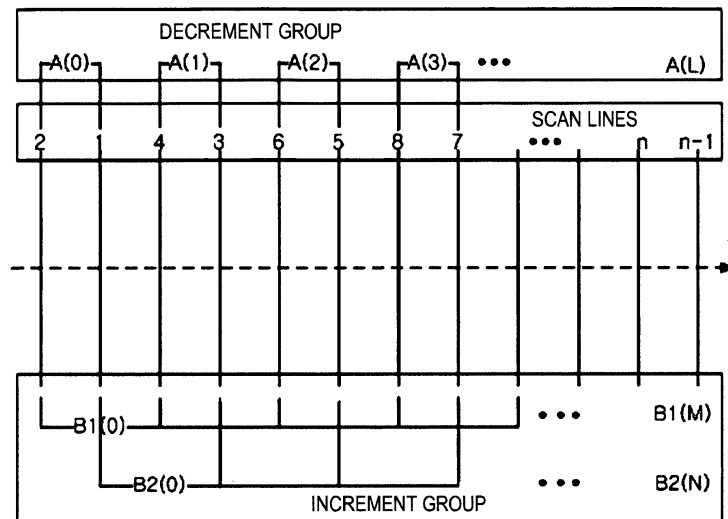 DECREMENT GROUP
A(0) A(1) A(2) A(3) ••• A(L)
SCAN LINES
2 1 4 3 6 5 8 7 ••• n n-1
B1(0) ••• B1(M)
B2(0) ••• B2(N)
INCREMENT GROUP